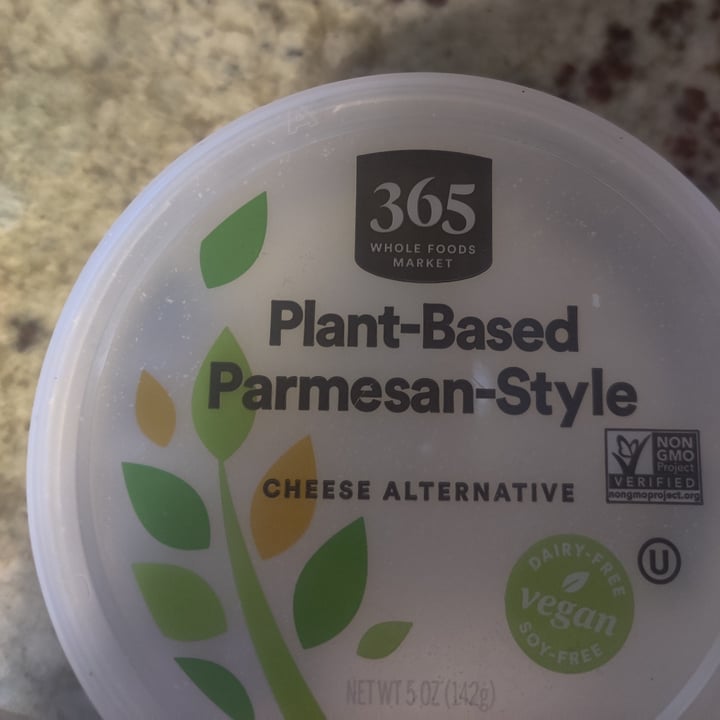 365
WHOLE FOODS
MARKET
Plant-Based
Parmesan-Style
CHEESE ALTERNATIVE
NON
GMO
Project
VERIFIED
nongmoproject.org
U
DAIRY-FREE
vegan
SOY-FREE
NET WT 5 OZ (142g)